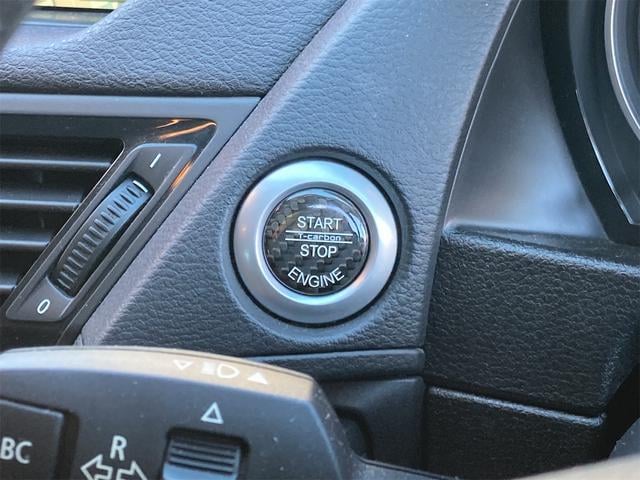 I
0
START
T-carbon
STOP
ENGINE
BC
R